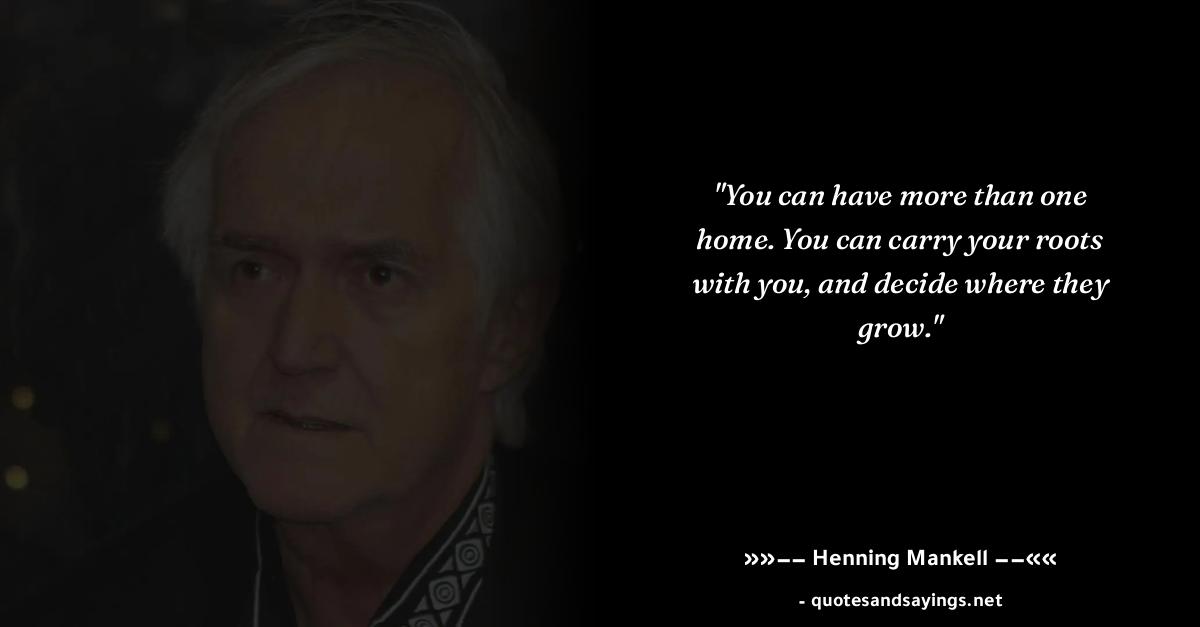 "You can have more than one
home. You can carry your roots
with you, and decide where they
grow."
»»−− Henning Mankell −−««
- quotesandsayings.net